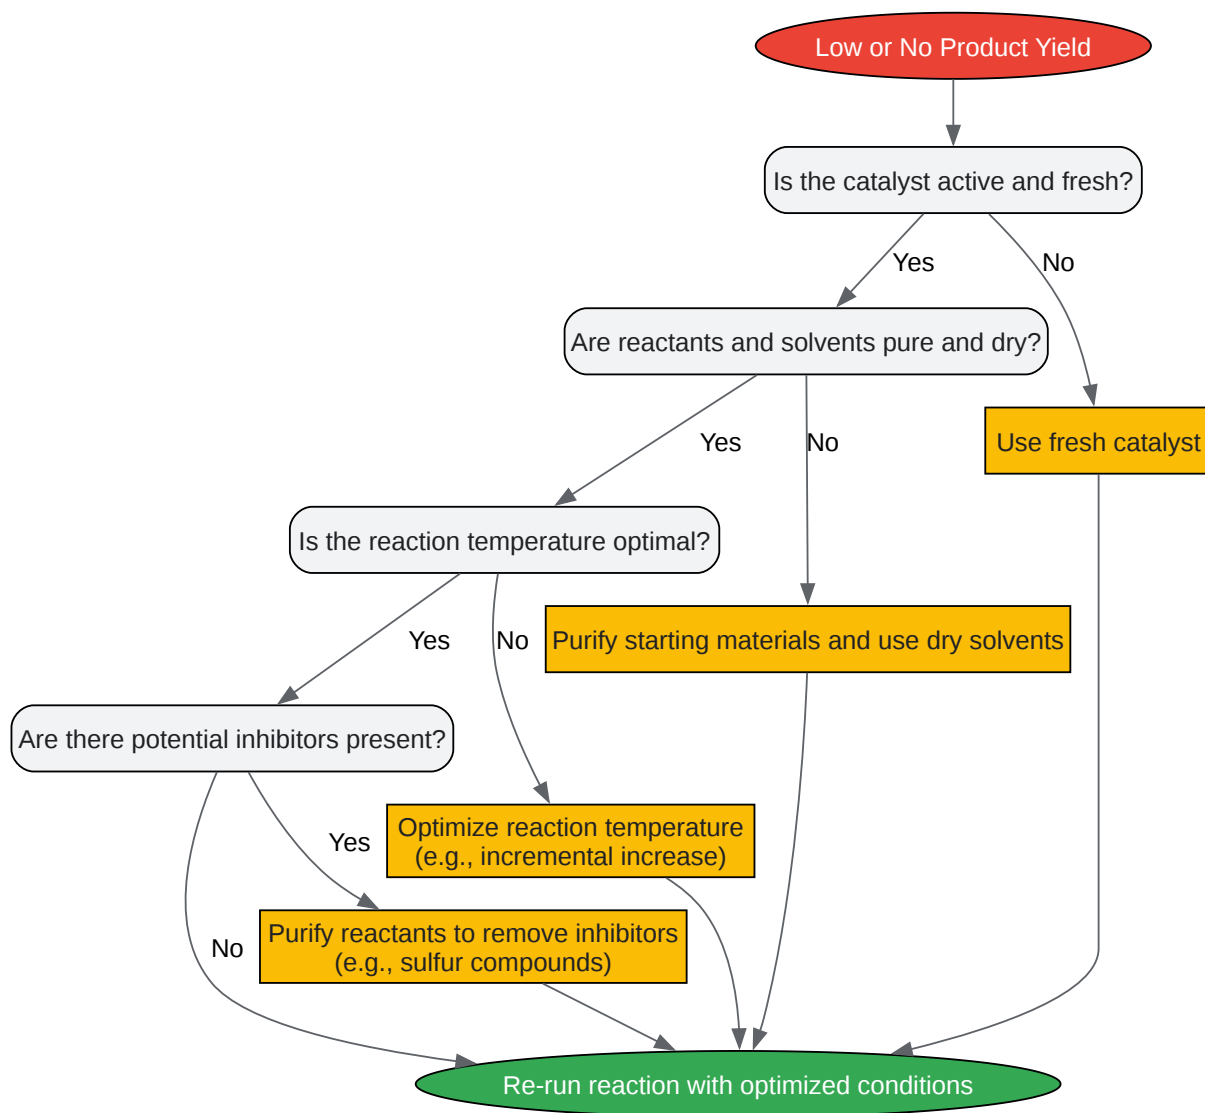 Low or No Product Yield
Is the catalyst active and fresh?
Yes
No
Are reactants and solvents pure and dry?
Use fresh catalyst
Yes
No
Is the reaction temperature optimal?
Purify starting materials and use dry solvents
Yes
No
Are there potential inhibitors present?
Optimize reaction temperature
(e.g., incremental increase)
Yes
No
Purify reactants to remove inhibitors
(e.g., sulfur compounds)
Re-run reaction with optimized conditions